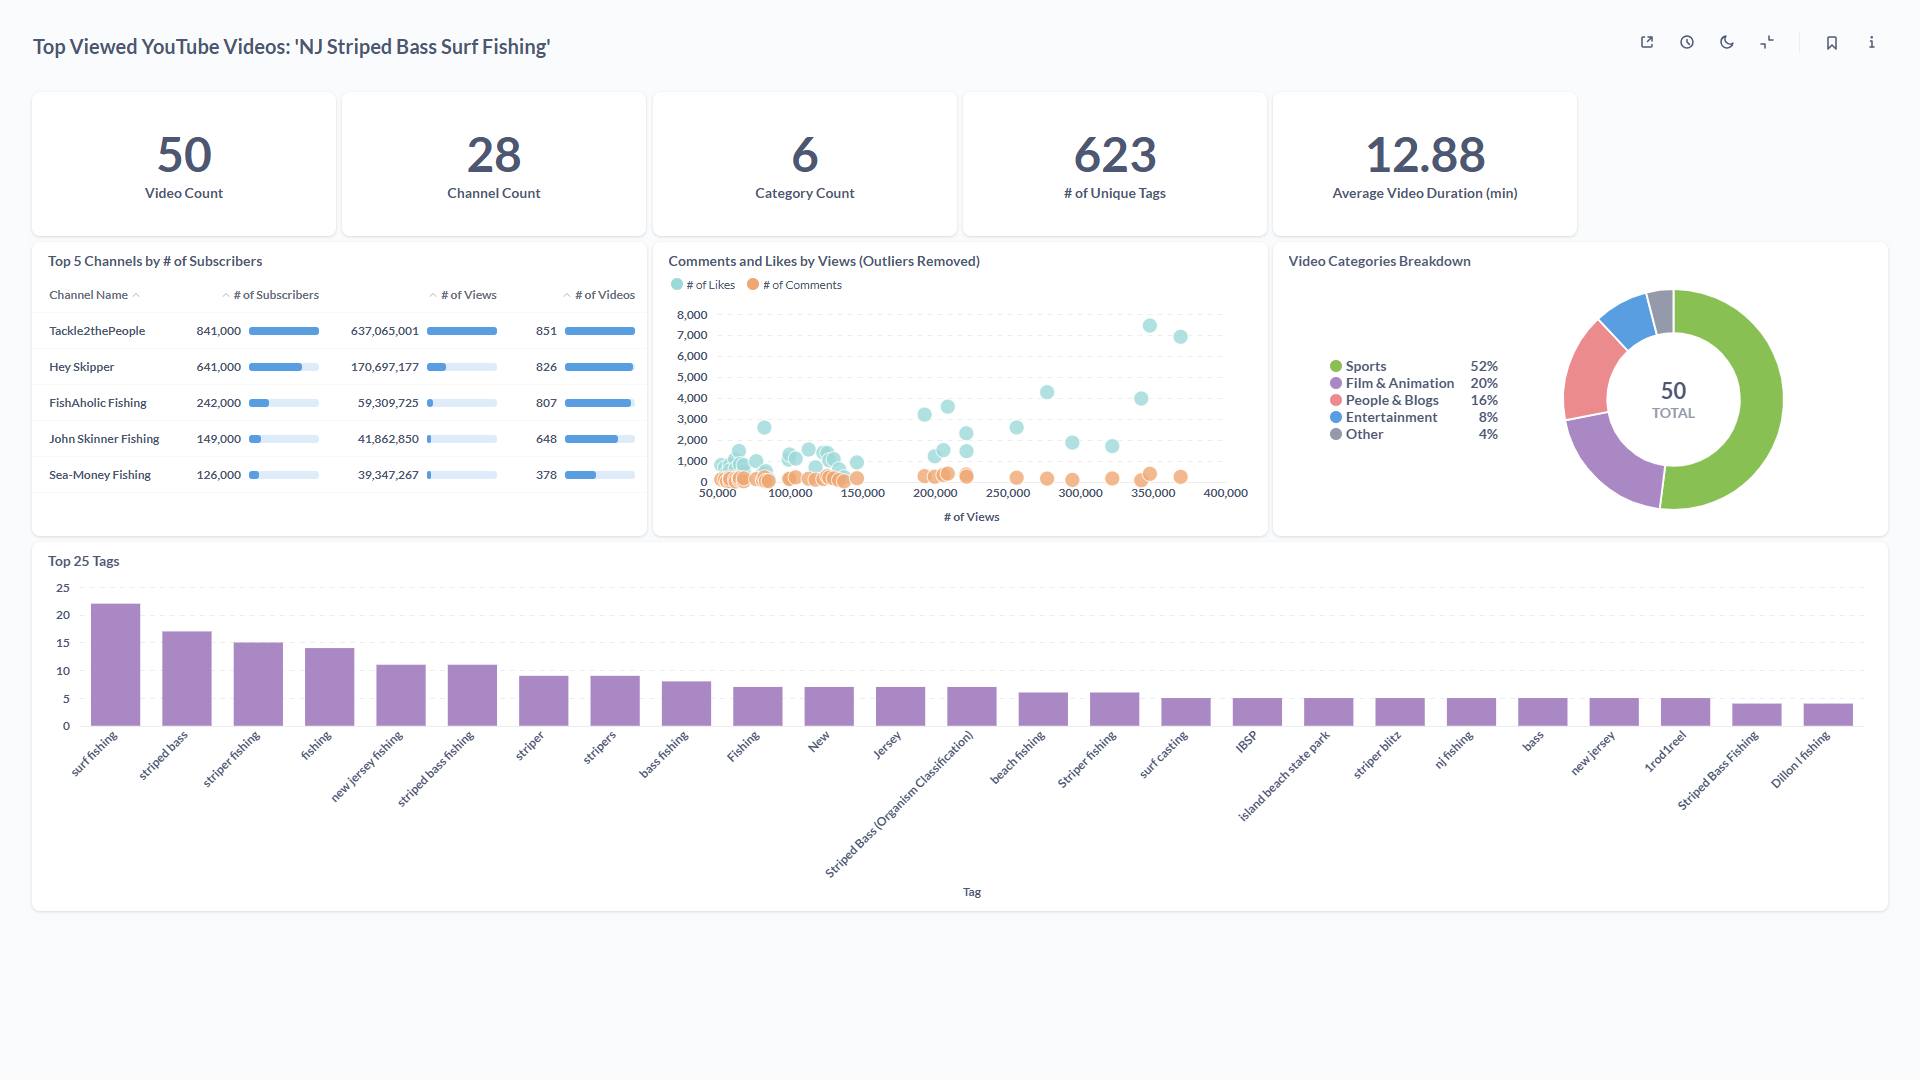 Top Viewed YouTube Videos: 'NJ Striped Bass Surf Fishing'
50
Video Count
28
Channel Count
6
Category Count
623
# of Unique Tags
12.88
Average Video Duration (min)
Top 5 Channels by # of Subscribers
Channel Name # of Subscribers # of Views # of Videos
Tackle2thePeople 841,000 637,065,001 851
Hey Skipper 641,000 170,697,177 826
FishAholic Fishing 242,000 59,309,725 807
John Skinner Fishing 149,000 41,862,850 648
Sea-Money Fishing 126,000 39,347,267 378
Comments and Likes by Views (Outliers Removed)
# of Likes # of Comments
8,000
7,000
6,000
5,000
4,000
3,000
2,000
1,000
0
50,000 100,000 150,000 200,000 250,000 300,000 350,000 400,000
# of Views
Video Categories Breakdown
Sports 52%
Film & Animation 20%
People & Blogs 16%
Entertainment 8%
Other 4%
50
TOTAL
Top 25 Tags
25
20
15
10
5
0
surf fishing
striped bass
striper fishing
fishing
new jersey fishing
striped bass fishing
striper
stripers
bass fishing
Fishing
New
Jersey
Striped Bass (Organism Classification)
beach fishing
Striper fishing
surf casting
IBSP
island beach state park
striper blitz
nj fishing
bass
new jersey
1rod1reel
Striped Bass Fishing
Dillon l fishing
Tag